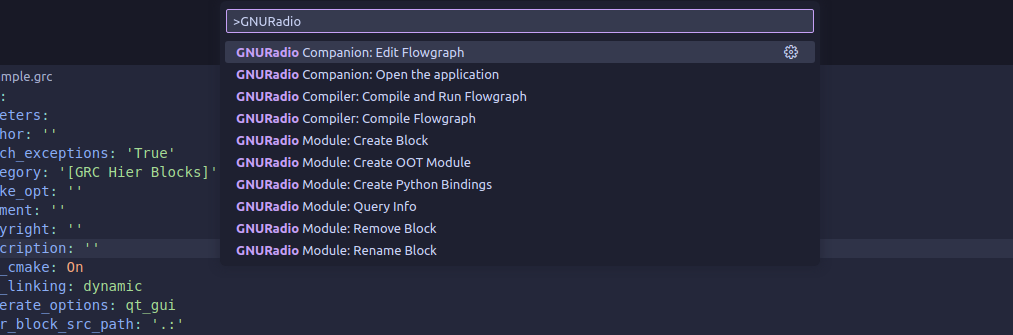 >GNURadio
GNURadio Companion: Edit Flowgraph
GNURadio Companion: Open the application
GNURadio Compiler: Compile and Run Flowgraph
GNURadio Compiler: Compile Flowgraph
GNURadio Module: Create Block
GNURadio Module: Create OOT Module
GNURadio Module: Create Python Bindings
GNURadio Module: Query Info
GNURadio Module: Remove Block
GNURadio Module: Rename Block
mple.grc
:
eters:
hor: ''
ch_exceptions: 'True'
egory: '[GRC Hier Blocks]'
ke_opt: ''
ment: ''
yright: ''
cription: ''
_cmake: On
_linking: dynamic
erate_options: qt_gui
r_block_src_path: '.:'